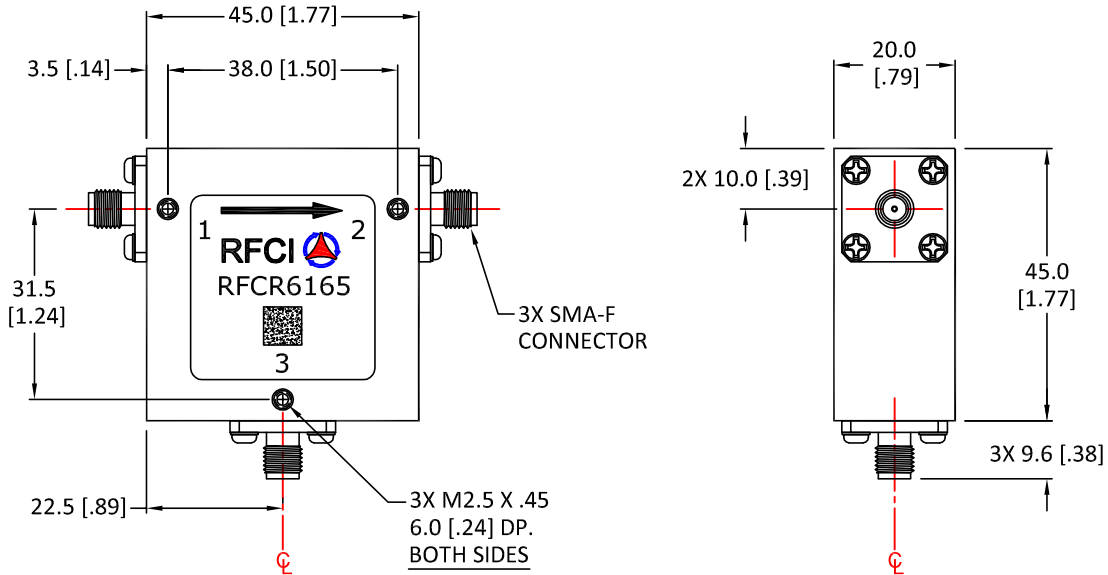 45.0 [1.77]
3.5 [.14]
38.0 [1.50]
1
2
RFCI
RFCR6165
3
31.5
[1.24]
3X SMA-F
CONNECTOR
22.5 [.89]
3X M2.5 X .45
6.0 [.24] DP.
BOTH SIDES
℄
20.0
[.79]
2X 10.0 [.39]
45.0
[1.77]
3X 9.6 [.38]
℄